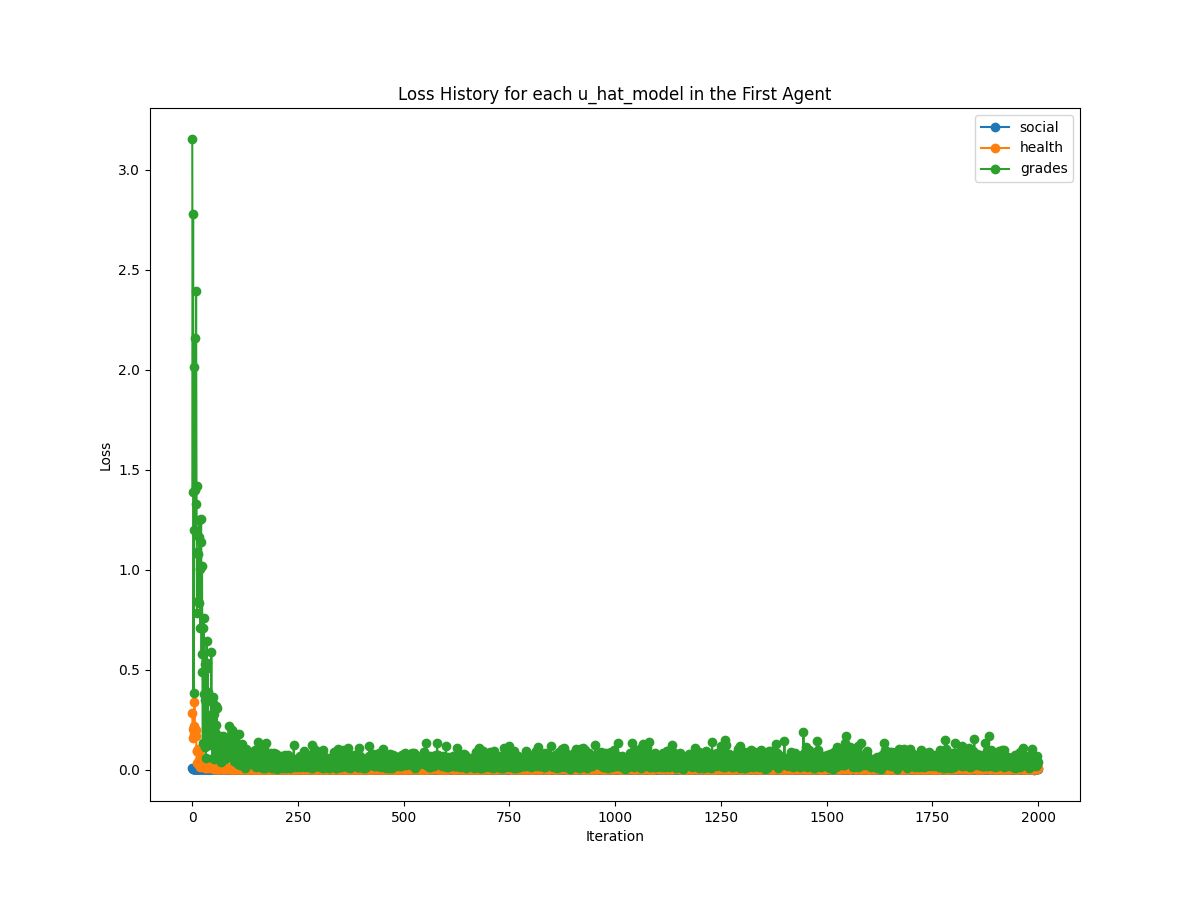 Loss History for each u_hat_model in the First Agent
social
health
grades
3.0
2.5
2.0
1.5
1.0
0.5
0.0
Loss
0 250 500 750 1000 1250 1500 1750 2000
Iteration